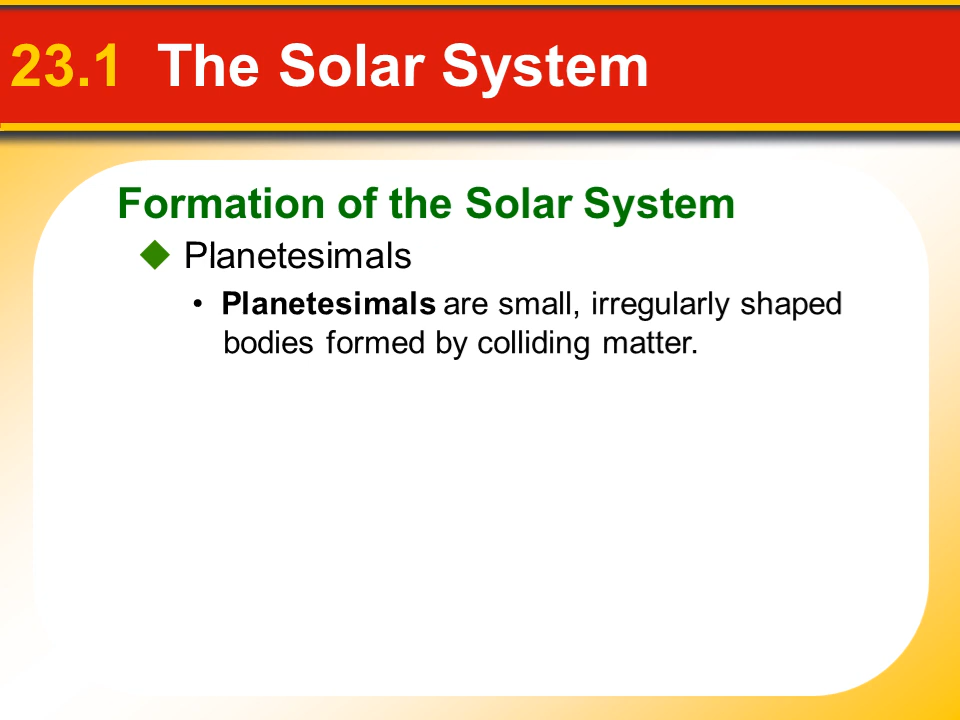 23.1 The Solar System
Formation of the Solar System
◆ Planetesimals
• Planetesimals are small, irregularly shaped
bodies formed by colliding matter.